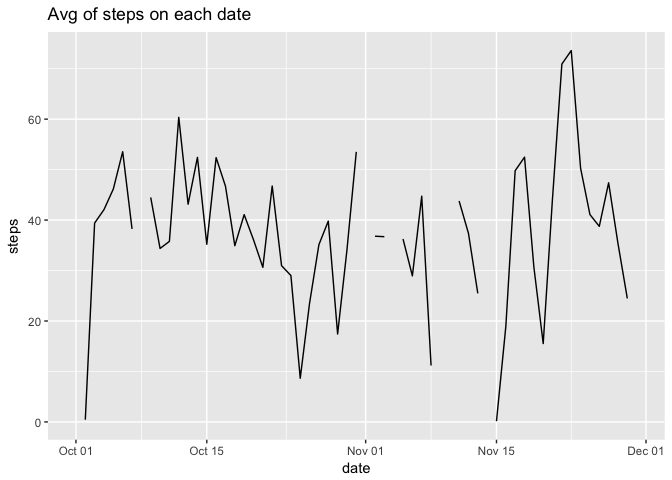 Avg of steps on each date
steps
60
40
20
0
Oct 01 Oct 15 Nov 01 Nov 15 Dec 01
date